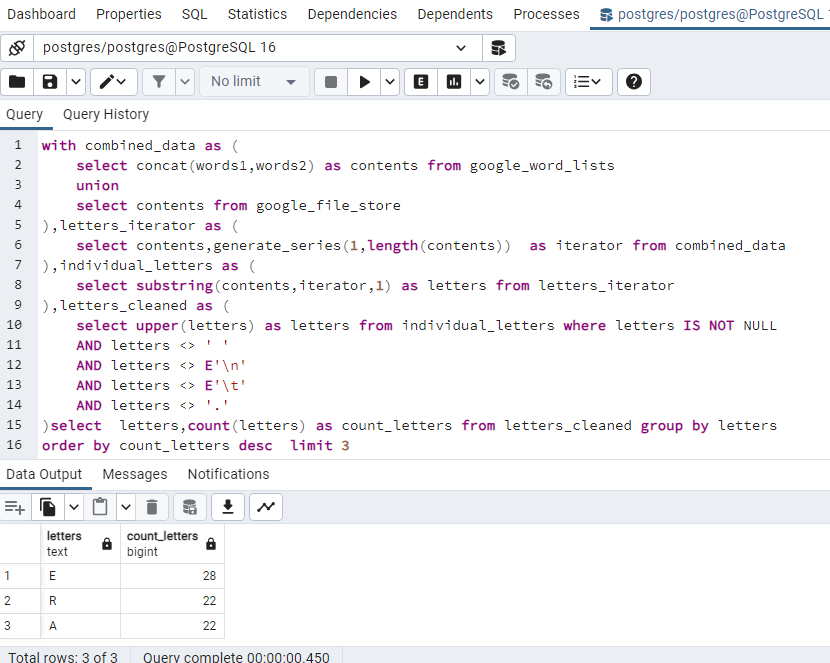 Dashboard Properties SQL Statistics Dependencies Dependents Processes postgres/postgres@PostgreSQL 1
postgres/postgres@PostgreSQL 16
No limit E
Query Query History
1 with combined_data as (
2 select concat(words1,words2) as contents from google_word_lists
3 union
4 select contents from google_file_store
5 ),letters_iterator as (
6 select contents,generate_series(1,length(contents))  as iterator from combined_data
7 ),individual_letters as (
8 select substring(contents,iterator,1) as letters from letters_iterator
9 ),letters_cleaned as (
10 select upper(letters) as letters from individual_letters where letters IS NOT NULL
11 AND letters <> ' '
12 AND letters <> E'\n'
13 AND letters <> E'\t'
14 AND letters <> '.'
15 )select  letters,count(letters) as count_letters from letters_cleaned group by letters
16 order by count_letters desc  limit 3
Data Output Messages Notifications
letters count_letters
text bigint
1 E 28
2 R 22
3 A 22
Total rows: 3 of 3 Query complete 00:00:00.450